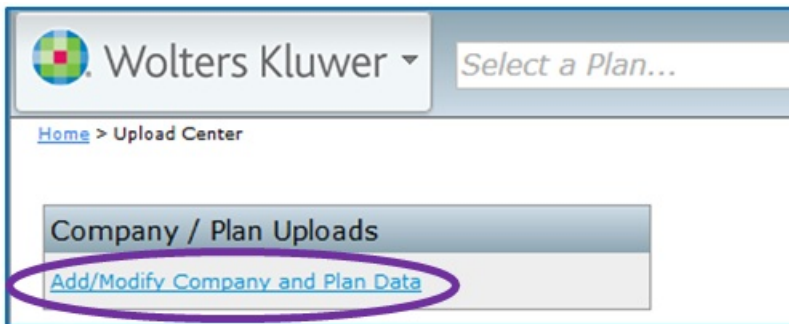 Wolters Kluwer
Select a Plan...
Home > Upload Center
Company / Plan Uploads
Add/Modify Company and Plan Data